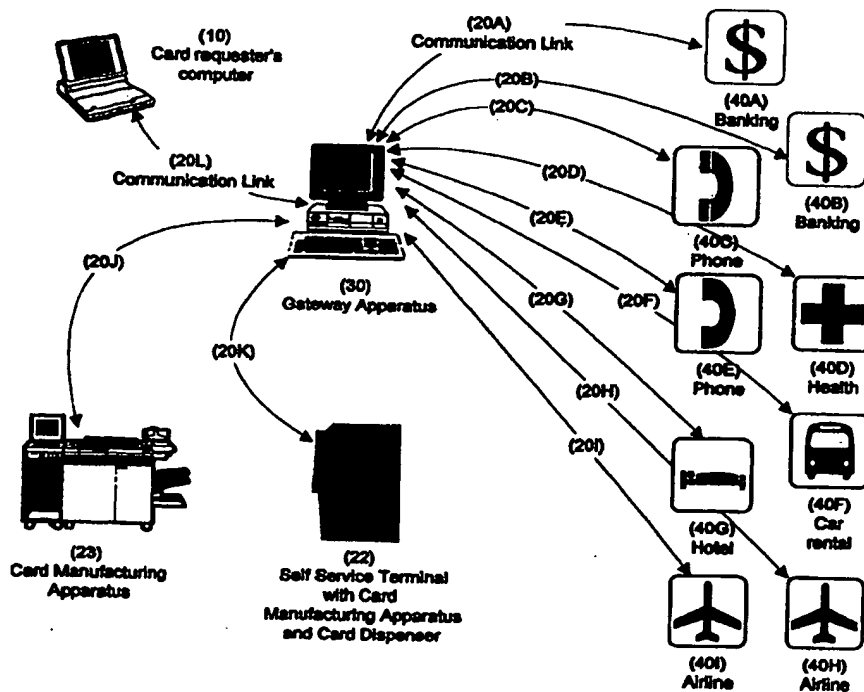 (10)
Card requester's
computer
(20A)
Communication Link
(20B)
(20C)
(40A)
Banking
(20L)
Communication Link
(20D)
(40B)
Banking
(20E)
(40C)
Phone
(20J)
(30)
Gateway Apparatus
(20G)
(20F)
(20K)
(40E)
Phone
(40D)
Health
(20H)
(20I)
(40F)
Car
rental
(40G)
Hotel
(23)
Card Manufacturing
Apparatus
(22)
Self Service Terminal
with Card
Manufacturing Apparatus
and Card Dispenser
(40I)
Airline
(40H)
Airline